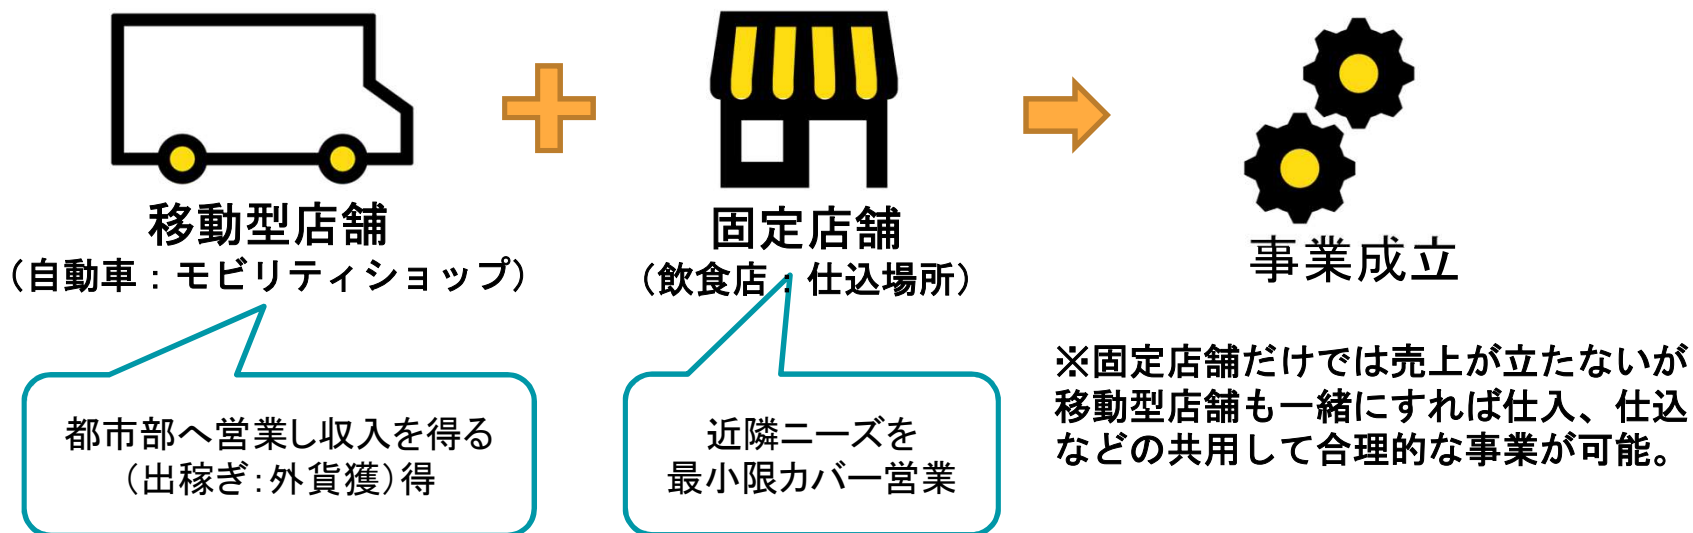 移動型店舗
（自動車：モビリティショップ）
都市部へ営業し収入を得る
（出稼ぎ：外貨獲）得
固定店舗
（飲食店：仕込場所）
近隣ニーズを
最小限カバー営業
事業成立
※固定店舗だけでは売上が立たないが
移動型店舗も一緒にすれば仕入、仕込
などの共用して合理的な事業が可能。